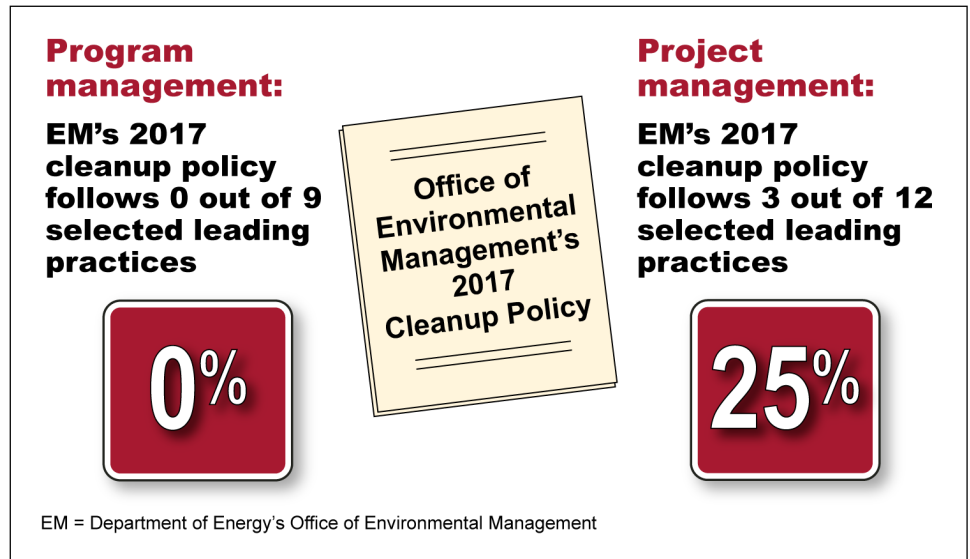 Program
management:
EM’s 2017
cleanup policy
follows 0 out of 9
selected leading
practices
0%
Office of
Environmental
Management’s
2017
Cleanup Policy
Project
management:
EM’s 2017
cleanup policy
follows 3 out of 12
selected leading
practices
25%
EM = Department of Energy’s Office of Environmental Management